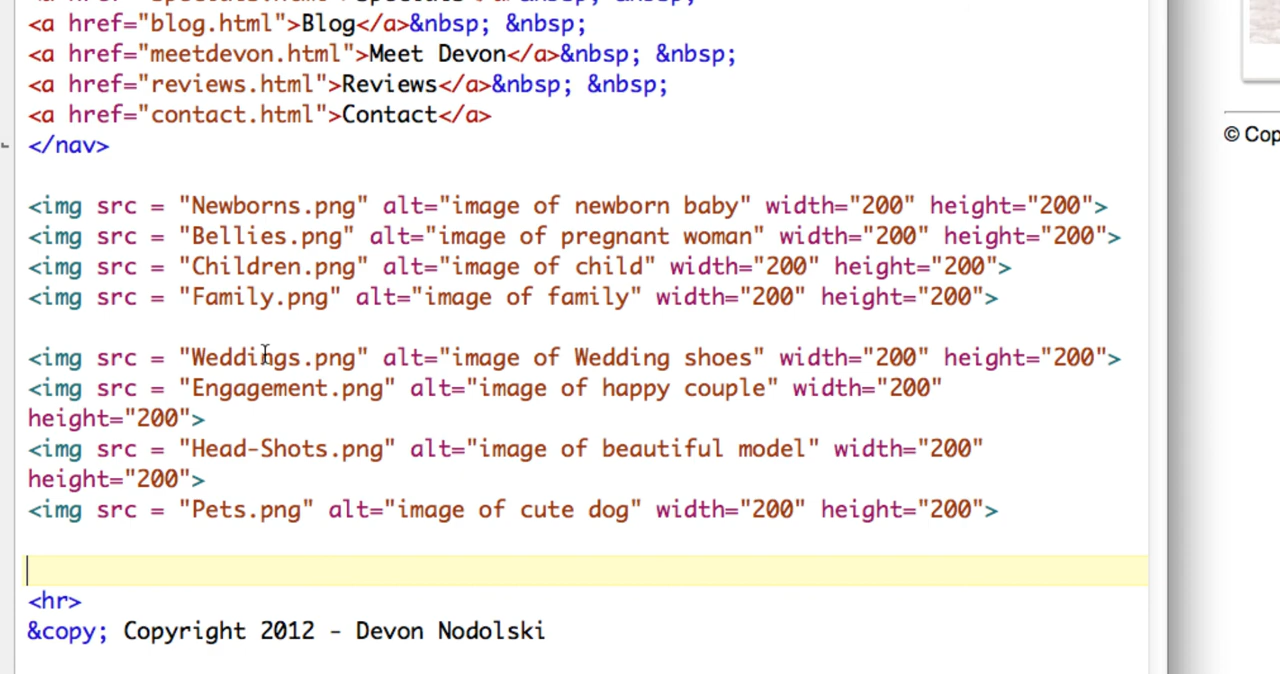 <a href="blog.html">Blog</a>&nbsp; &nbsp;
<a href="meetdevon.html">Meet Devon</a>&nbsp; &nbsp;
<a href="reviews.html">Reviews</a>&nbsp; &nbsp;
<a href="contact.html">Contact</a>
</nav>
© Cop
<img src = "Newborns.png" alt="image of newborn baby" width="200" height="200">
<img src = "Bellies.png" alt="image of pregnant woman" width="200" height="200">
<img src = "Children.png" alt="image of child" width="200" height="200">
<img src = "Family.png" alt="image of family" width="200" height="200">
<img src = "Weddings.png" alt="image of Wedding shoes" width="200" height="200">
<img src = "Engagement.png" alt="image of happy couple" width="200"
height="200">
<img src = "Head-Shots.png" alt="image of beautiful model" width="200"
height="200">
<img src = "Pets.png" alt="image of cute dog" width="200" height="200">
<hr>
&copy; Copyright 2012 - Devon Nodolski